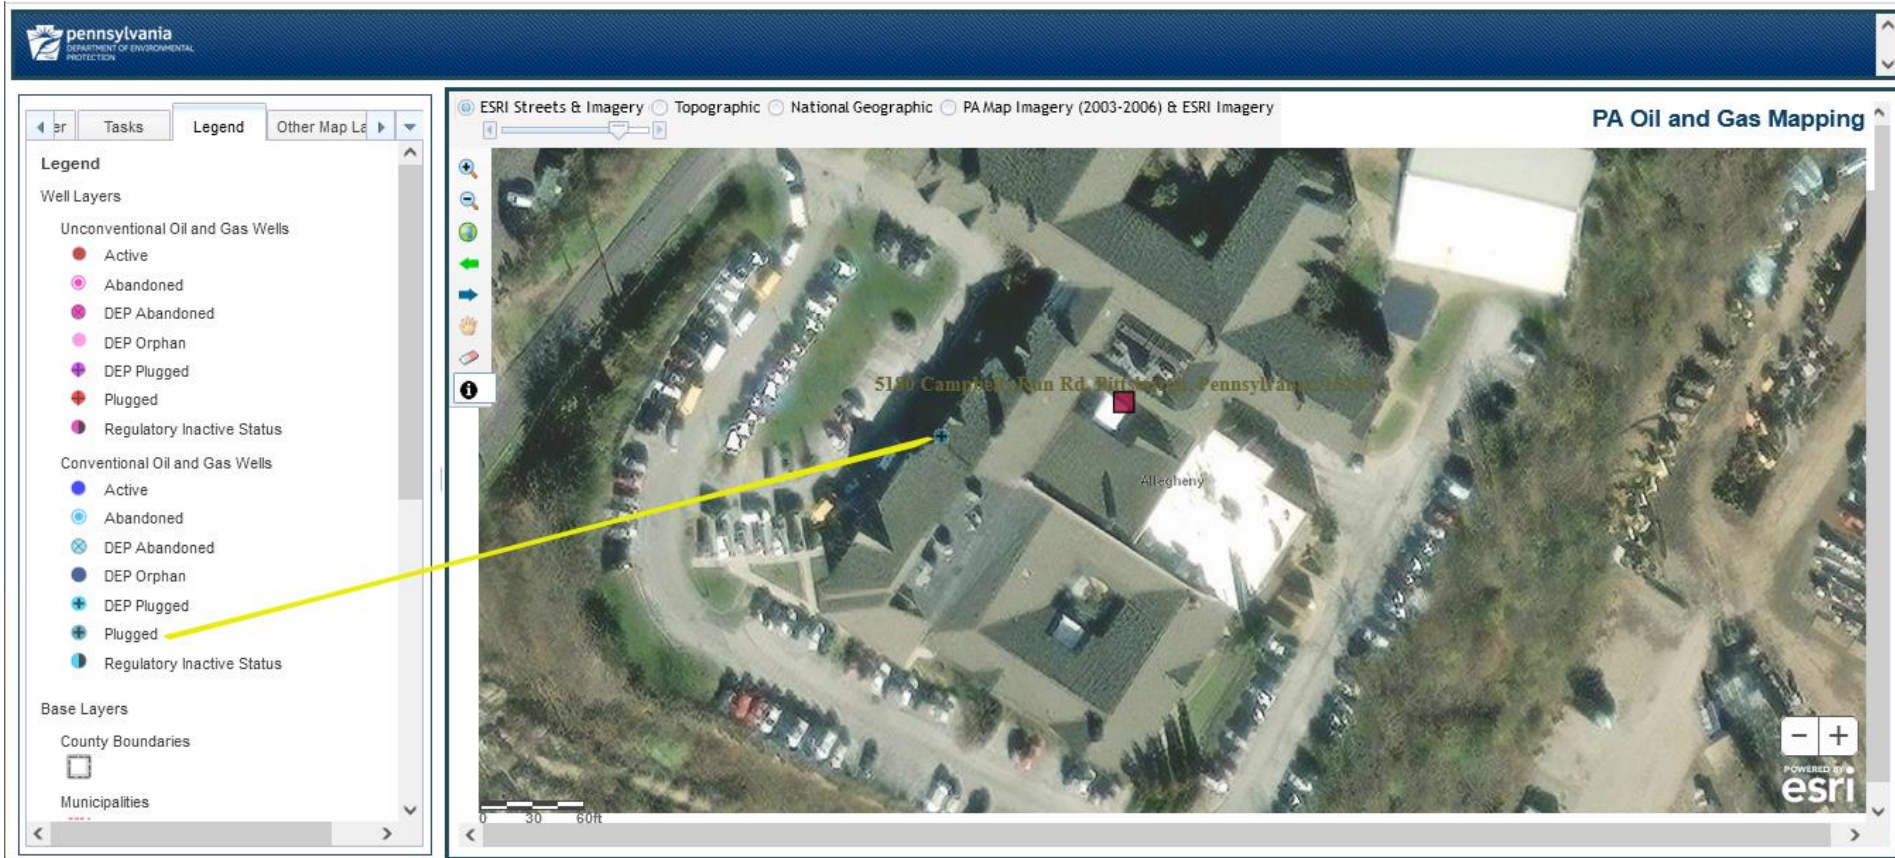 pennsylvania
DEPARTMENT OF ENVIRONMENTAL
PROTECTION
er Tasks Legend Other Map La
Legend
Well Layers
Unconventional Oil and Gas Wells
Active
Abandoned
DEP Abandoned
DEP Orphan
DEP Plugged
Plugged
Regulatory Inactive Status
Conventional Oil and Gas Wells
Active
Abandoned
DEP Abandoned
DEP Orphan
DEP Plugged
Plugged
Regulatory Inactive Status
Base Layers
County Boundaries
Municipalities
ESRI Streets & Imagery Topographic National Geographic PA Map Imagery (2003-2006) & ESRI Imagery
PA Oil and Gas Mapping
Run Rd, Pennsylvania
Allegheny
0 30 60ft
POWERED BY
esri